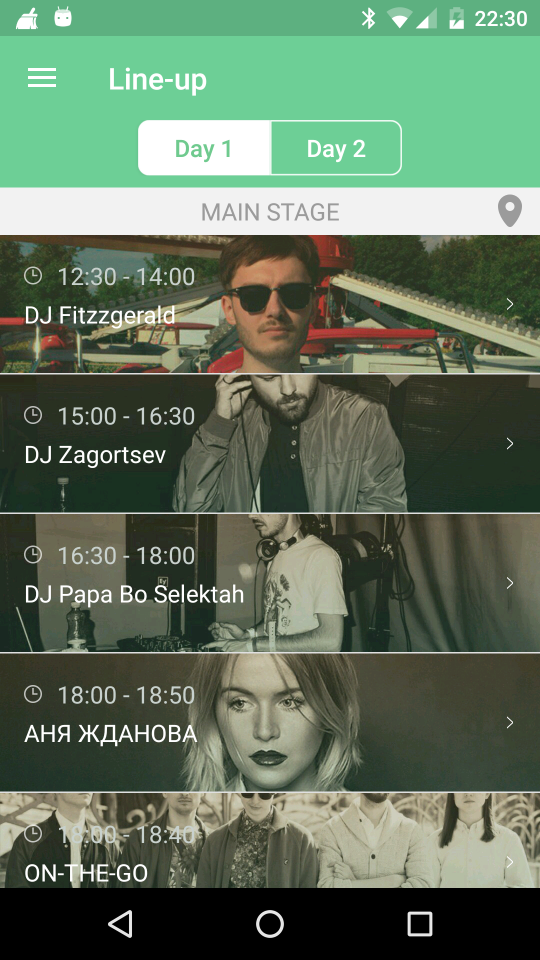 22:30
Line-up
Day 1
Day 2
MAIN STAGE
12:30 - 14:00
DJ Fitzzgerald
15:00 - 16:30
DJ Zagortsev
16:30 - 18:00
DJ Papa Bo Selektah
18:00 - 18:50
АНЯ ЖДАНОВА
18:00 - 18:40
ON-THE-GO